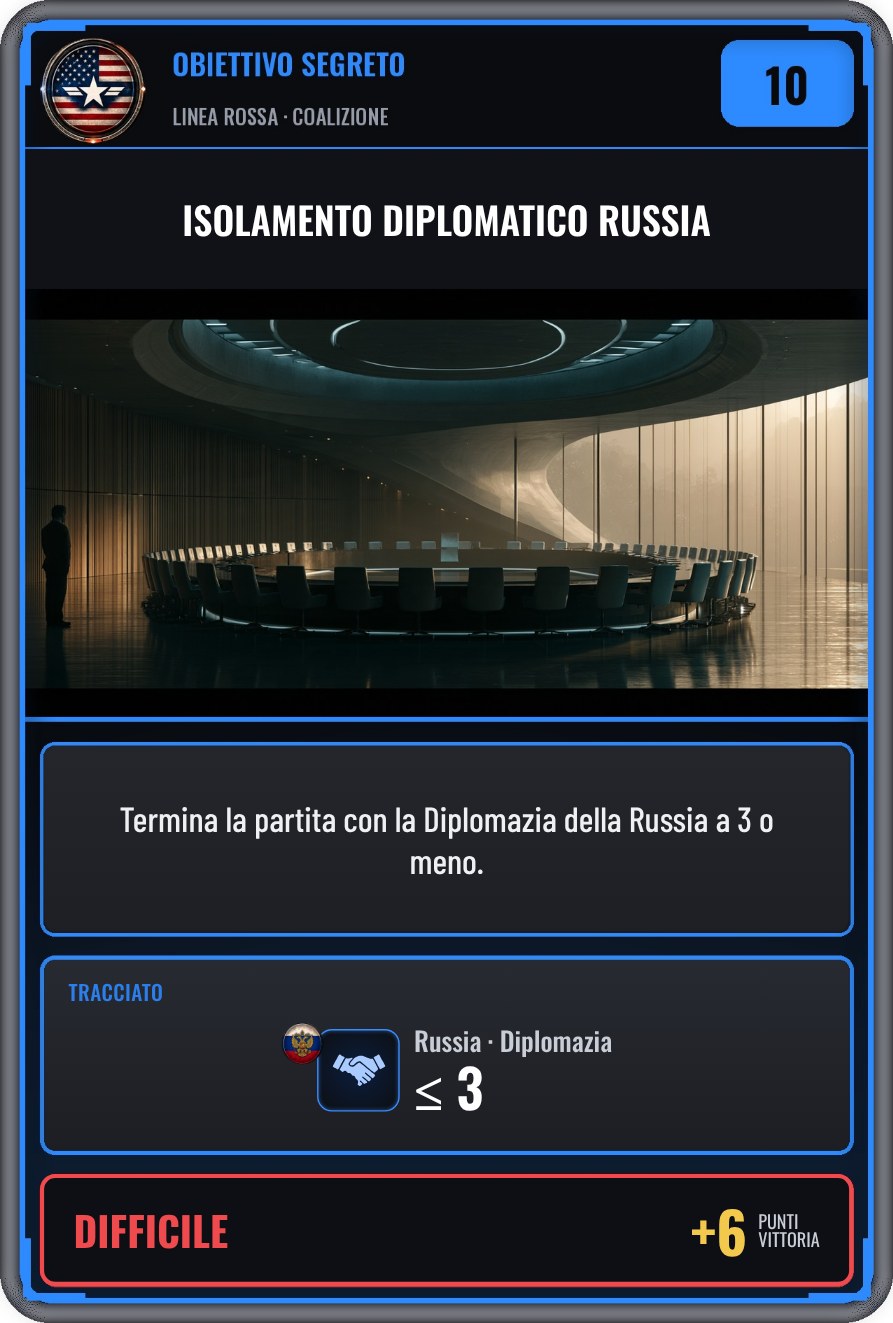 OBIETTIVO SEGRETO
LINEA ROSSA · COALIZIONE
10
ISOLAMENTO DIPLOMATICO RUSSIA
Termina la partita con la Diplomazia della Russia a 3 o
meno.
TRACCIATO
Russia · Diplomazia
≤ 3
DIFFICILE
+6
PUNTI
VITTORIA